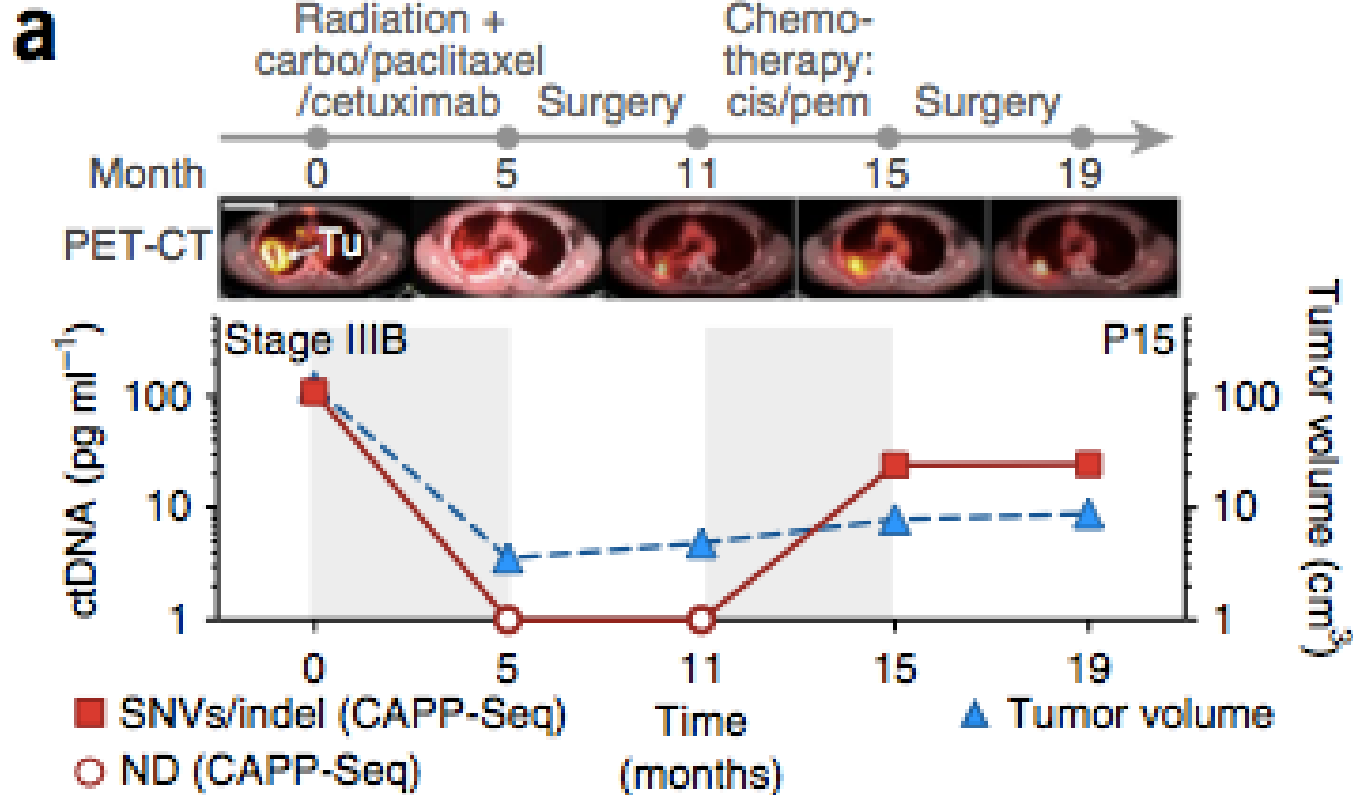 a
Radiation +
carbo/paclitaxel
/cetuximab
Surgery
Chemo-
therapy:
cis/pem
Surgery
Month 0 5 11 15 19
PET-CT
Tu
Stage IIIB
P15
ctDNA (pg ml⁻¹)
100
10
1
Tumor volume (cm³)
100
10
1
0 5 11 15 19
SNVs/indel (CAPP-Seq)
ND (CAPP-Seq)
Time
(months)
Tumor volume